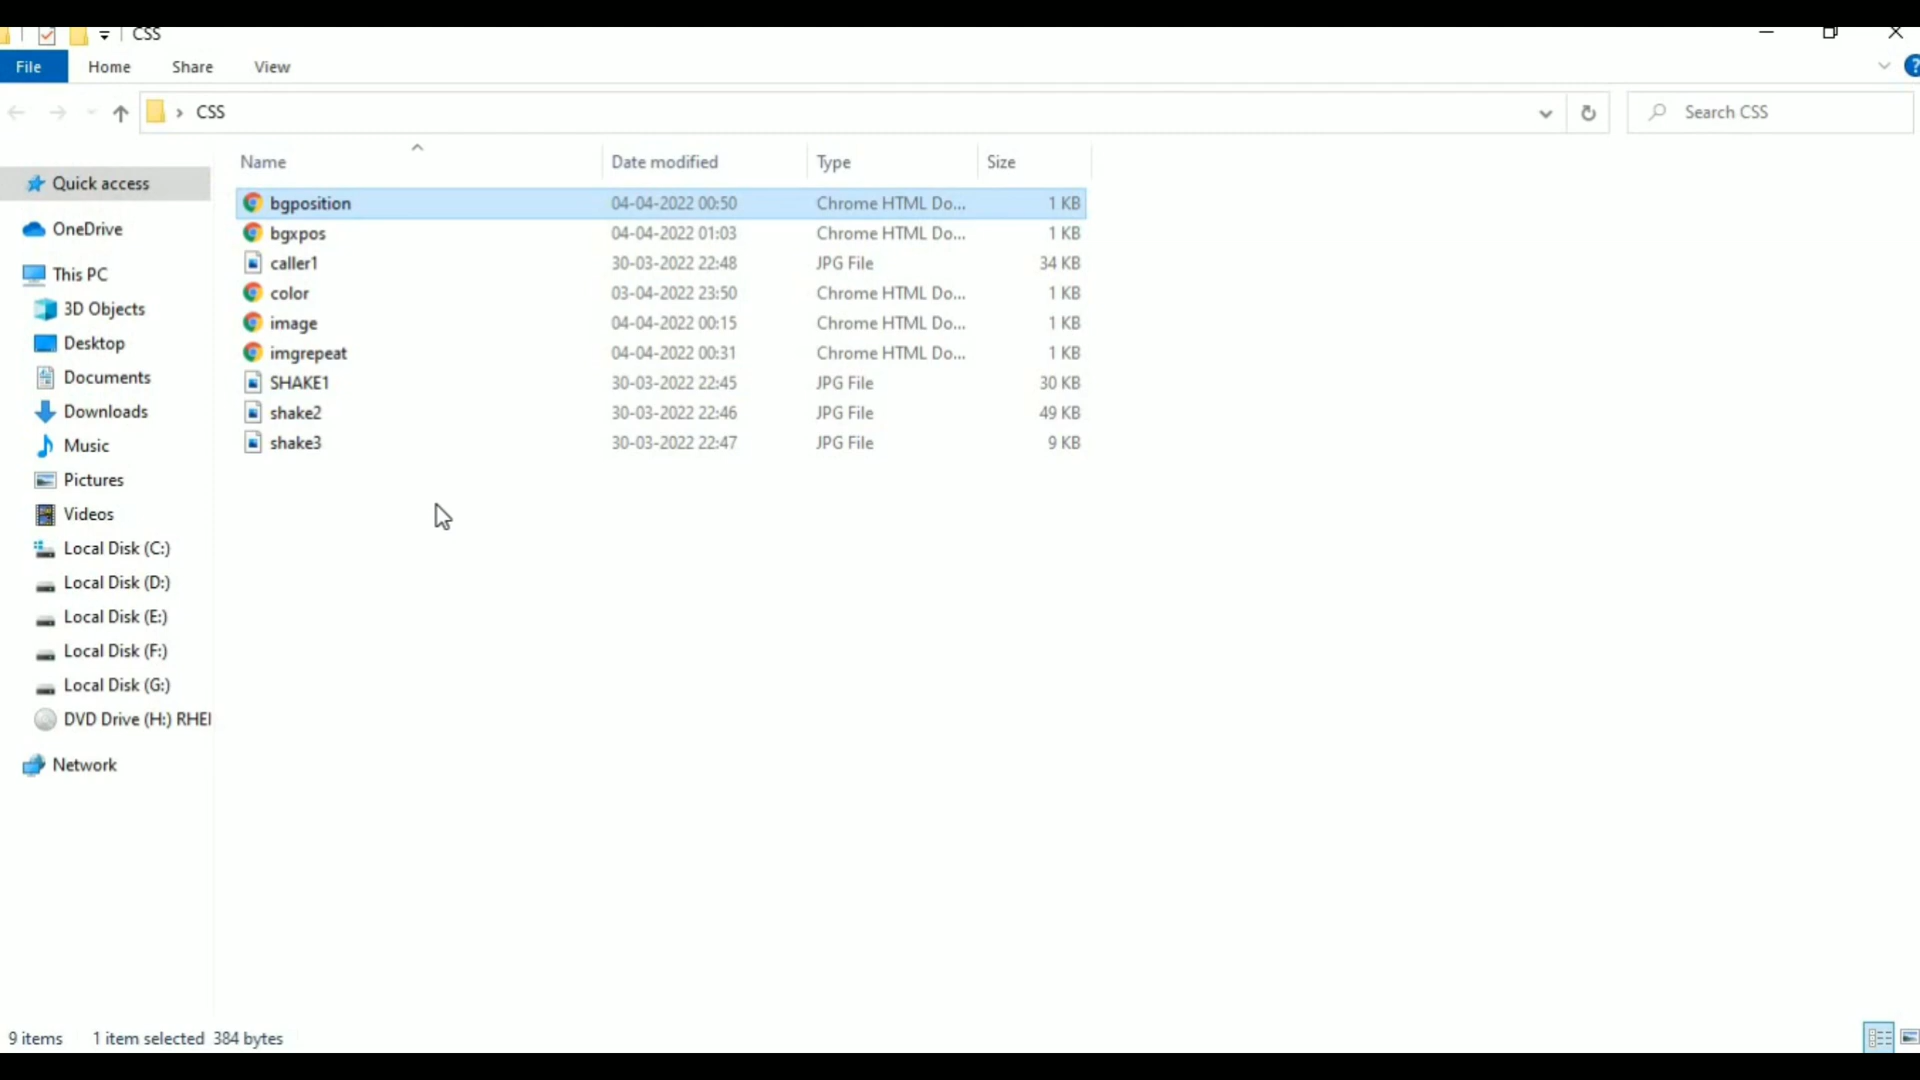 CSS
File Home Share View ?
CSS Search CSS
Name Date modified Type Size
Quick access
OneDrive
This PC
3D Objects
Desktop
Documents
Downloads
Music
Pictures
Videos
Local Disk (C:)
Local Disk (D:)
Local Disk (E:)
Local Disk (F:)
Local Disk (G:)
DVD Drive (H:) RHEI
Network
bgposition 04-04-2022 00:50 Chrome HTML Do... 1 KB
bgxpos 04-04-2022 01:03 Chrome HTML Do... 1 KB
caller1 30-03-2022 22:48 JPG File 34 KB
color 03-04-2022 23:50 Chrome HTML Do... 1 KB
image 04-04-2022 00:15 Chrome HTML Do... 1 KB
imgrepeat 04-04-2022 00:31 Chrome HTML Do... 1 KB
SHAKE1 30-03-2022 22:45 JPG File 30 KB
shake2 30-03-2022 22:46 JPG File 49 KB
shake3 30-03-2022 22:47 JPG File 9 KB
9 items 1 item selected 384 bytes